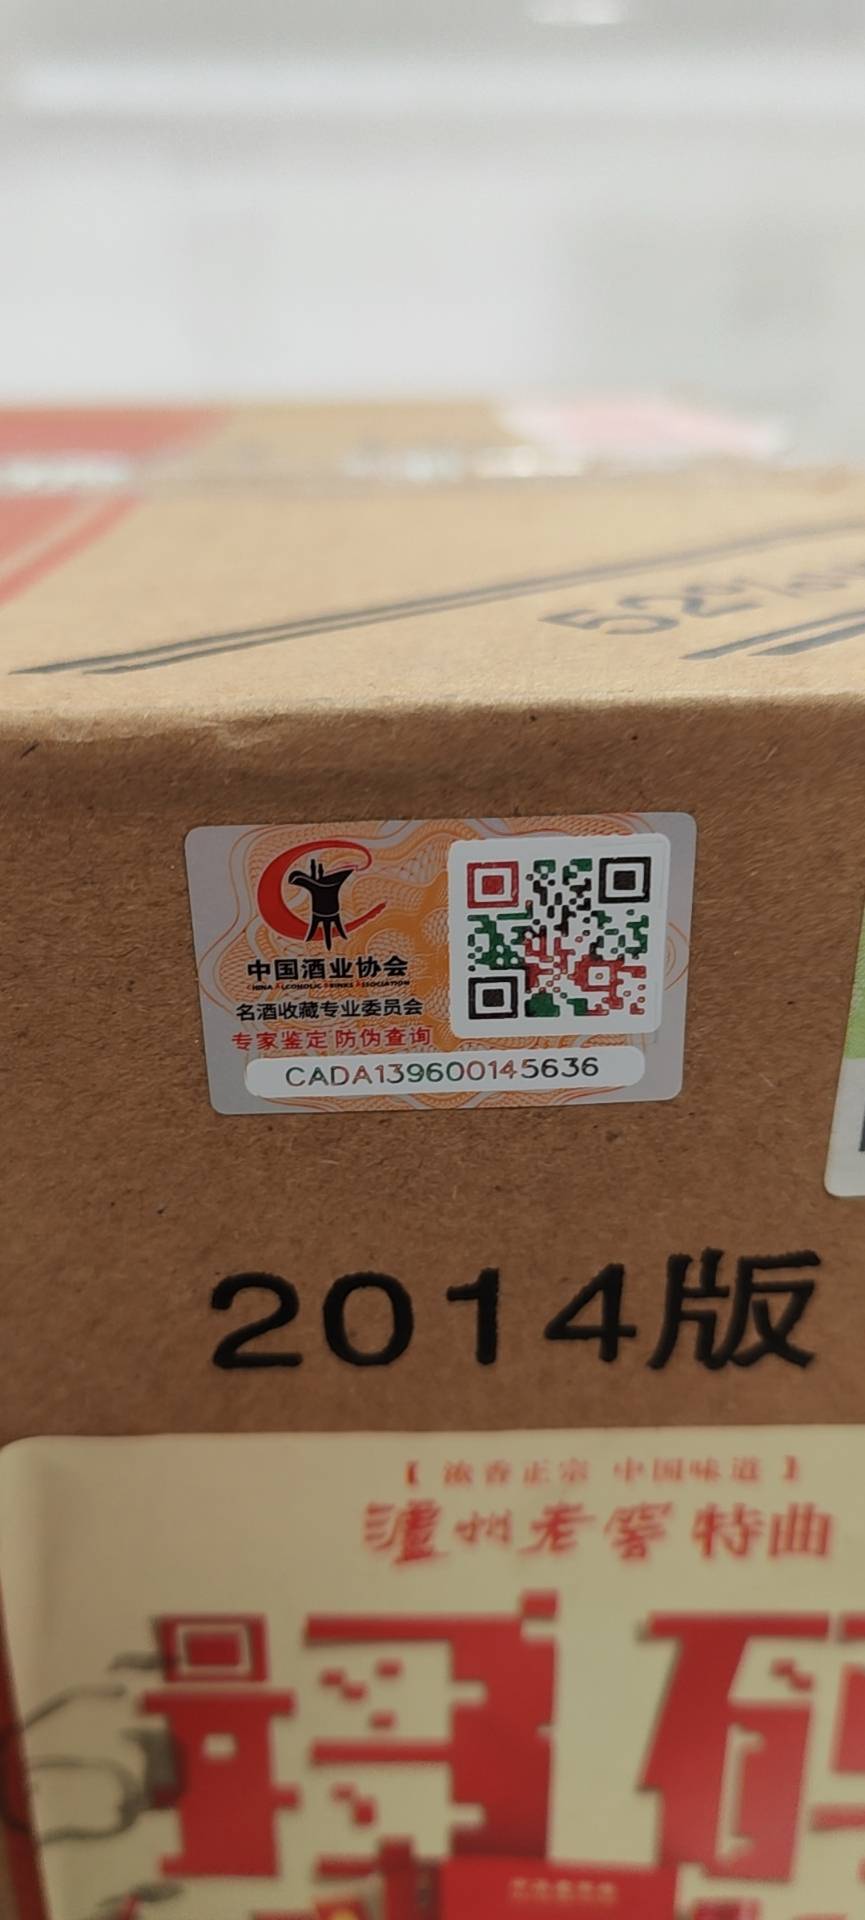 52%
中国酒业协会
CHINA ALCOHOLIC DRINKS ASSOCIATION
名酒收藏专业委员会
专家鉴定 防伪查询
CADA139600145636
2014版
【 浓香正宗 中国味道 】
泸州老窖 特曲